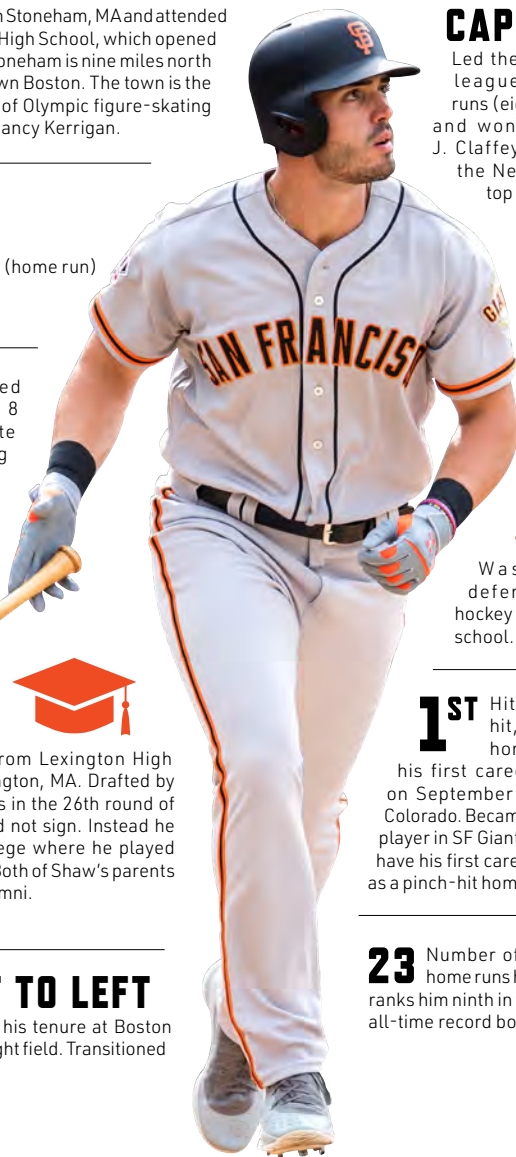 n Stoneham, MA and attended
High School, which opened
oneham is nine miles north
wn Boston. The town is the
of Olympic figure-skating
ancy Kerrigan.
(home run)
ed
8
te
g
rom Lexington High
ngton, MA. Drafted by
s in the 26th round of
d not sign. Instead he
ege where he played
Both of Shaw's parents
mni.
T TO LEFT
his tenure at Boston
ght field. Transitioned
SF
SAN FRANCISC
GIA
CAP
Led the
league
runs (ei
and won
J. Claffey
the Ne
top
Was
defen
hockey
school.
1ST Hit
hit,
hom
his first caree
on September
Colorado. Becam
player in SF Giant
have his first care
as a pinch-hit hom
23 Number of
home runs h
ranks him ninth in
all-time record bo